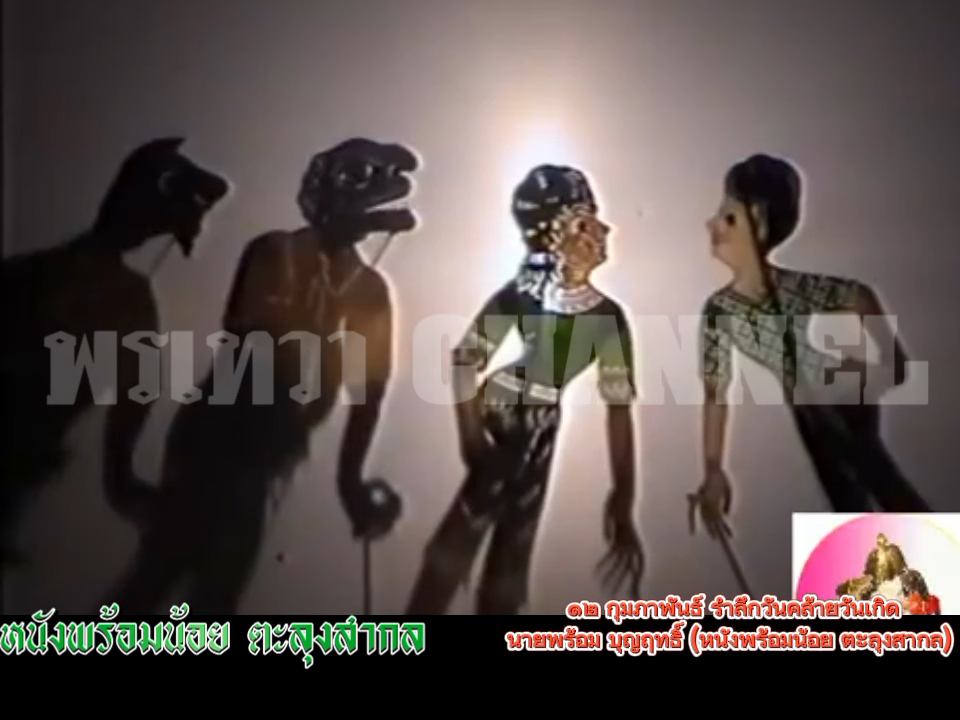 พรเทวา CHANNEL
หนังพร้อมน้อย ตะลุงสากล
๑๒ กุมภาพันธ์ รำลึกวันคล้ายวันเกิด
นายพร้อม บุญฤทธิ์ (หนังพร้อมน้อย ตะลุงสากล)